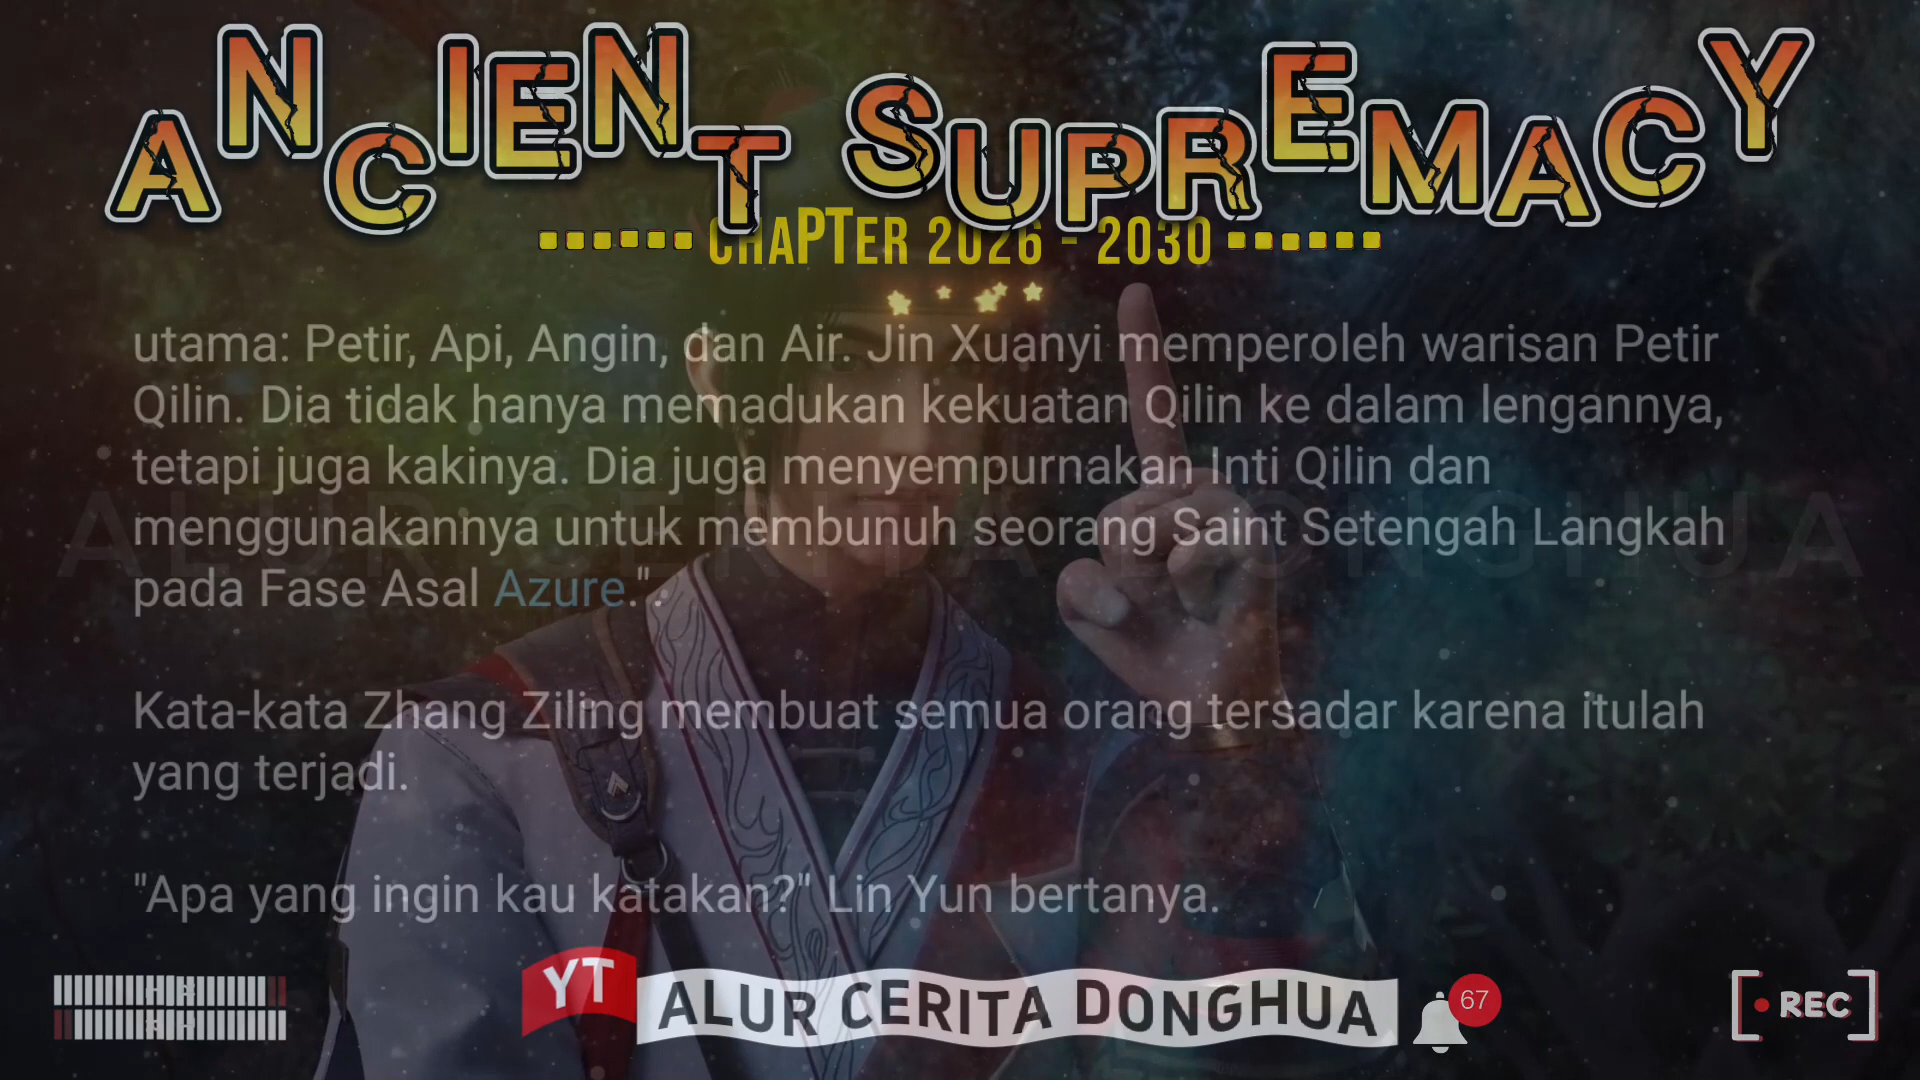 ANCIENT SUPREMACY
CHAPTER 2026 - 2030
utama: Petir, Api, Angin, dan Air. Jin Xuanyi memperoleh warisan Petir
Qilin. Dia tidak hanya memadukan kekuatan Qilin ke dalam lengannya,
tetapi juga kakinya. Dia juga menyempurnakan Inti Qilin dan
ALUR CERITA DONGHUA
menggunakannya untuk membunuh seorang Saint Setengah Langkah
pada Fase Asal Azure.".
Kata-kata Zhang Ziling membuat semua orang tersadar karena itulah
yang terjadi.
"Apa yang ingin kau katakan?" Lin Yun bertanya.
YT ALUR CERITA DONGHUA
67
REC